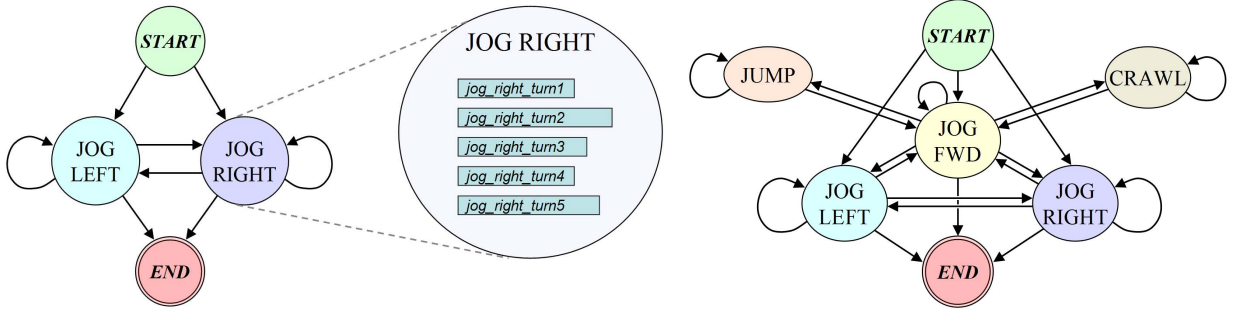 START
JOG
LEFT
JOG
RIGHT
END
JOG RIGHT
jog_right_turn1
jog_right_turn2
jog_right_turn3
jog_right_turn4
jog_right_turn5
START
JUMP
CRAWL
JOG
FWD
JOG
LEFT
JOG
RIGHT
END